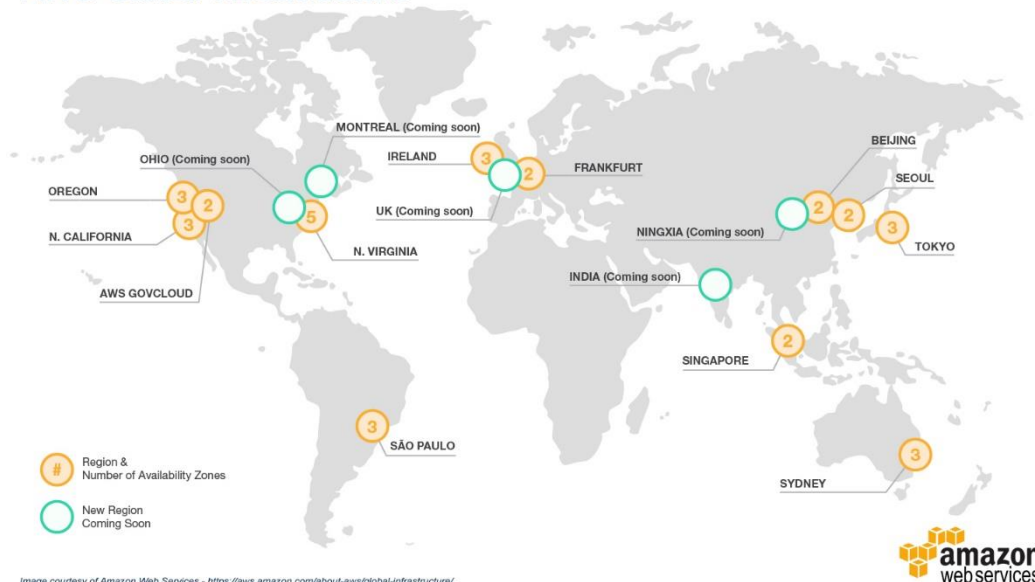 MONTREAL (Coming soon)
OHIO (Coming soon)
OREGON
3
2
3
N. CALIFORNIA
AWS GOVCLOUD
5
N. VIRGINIA
IRELAND
3
2
FRANKFURT
UK (Coming soon)
BEIJING
SEOUL
2
2
3
NINGXIA (Coming soon)
TOKYO
INDIA (Coming soon)
2
SINGAPORE
3
SÃO PAULO
3
SYDNEY
# Region &
Number of Availability Zones
New Region
Coming Soon
Image courtesy of Amazon Web Services - https://aws.amazon.com/about-aws/global-infrastructure/
amazon
web services